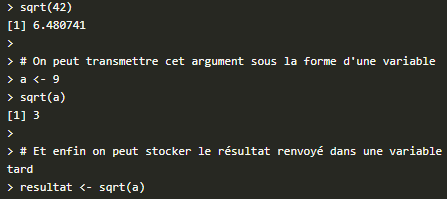 > sqrt(42)
[1] 6.480741
>
> # On peut transmettre cet argument sous la forme d'une variable
> a <- 9
> sqrt(a)
[1] 3
>
> # Et enfin on peut stocker le résultat renvoyé dans une variable
tard
> resultat <- sqrt(a)